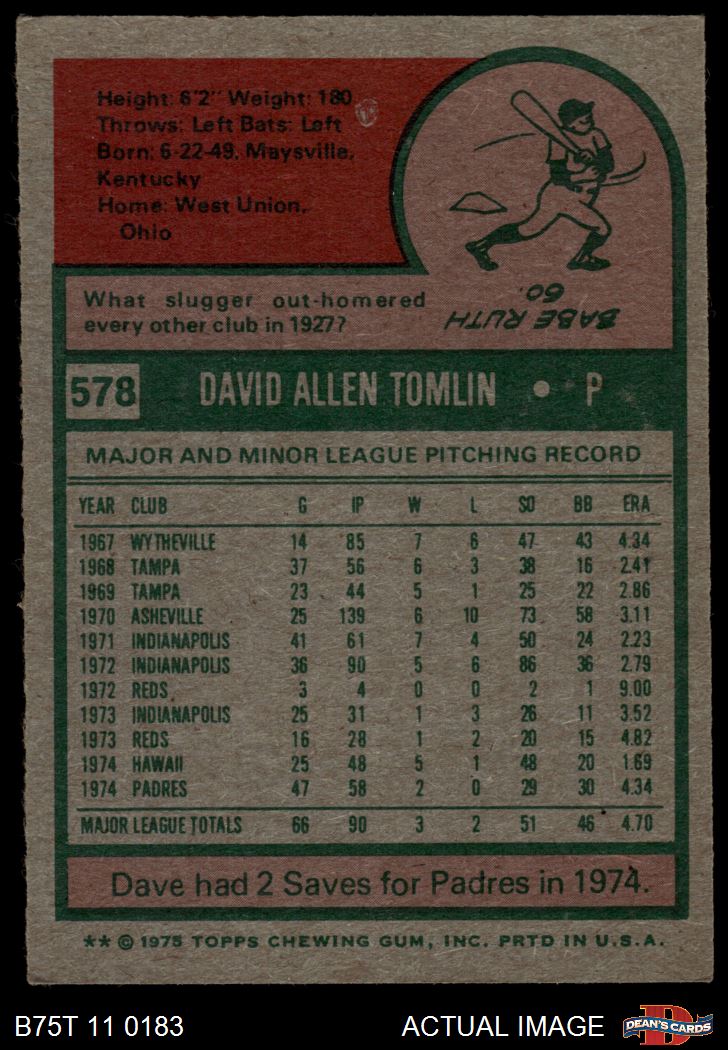 Height: 6'2" Weight: 180
Throws: Left Bats: Left
Born: 6-22-49, Maysville,
Kentucky
Home: West Union,
Ohio
What slugger out-homered
every other club in 1927?
BABE RUTH
60.
578 DAVID ALLEN TOMLIN • P
MAJOR AND MINOR LEAGUE PITCHING RECORD
YEAR CLUB G IP W L SO BB ERA
1967 WYTHEVILLE 14 85 7 6 47 43 4.34
1968 TAMPA 37 56 6 3 38 16 2.41
1969 TAMPA 23 44 5 1 25 22 2.86
1970 ASHEVILLE 25 139 6 10 73 58 3.11
1971 INDIANAPOLIS 41 61 7 4 50 24 2.23
1972 INDIANAPOLIS 36 90 5 6 86 36 2.79
1972 REDS 3 4 0 0 2 1 9.00
1973 INDIANAPOLIS 25 31 1 3 26 11 3.52
1973 REDS 16 28 1 2 20 15 4.82
1974 HAWAII 25 48 5 1 48 20 1.69
1974 PADRES 47 58 2 0 29 30 4.34
MAJOR LEAGUE TOTALS 66 90 3 2 51 46 4.70
Dave had 2 Saves for Padres in 1974.
** © 1975 TOPPS CHEWING GUM, INC. PRTD IN U.S.A.
B75T 11 0183 ACTUAL IMAGE
D
DEAN'S CARDS